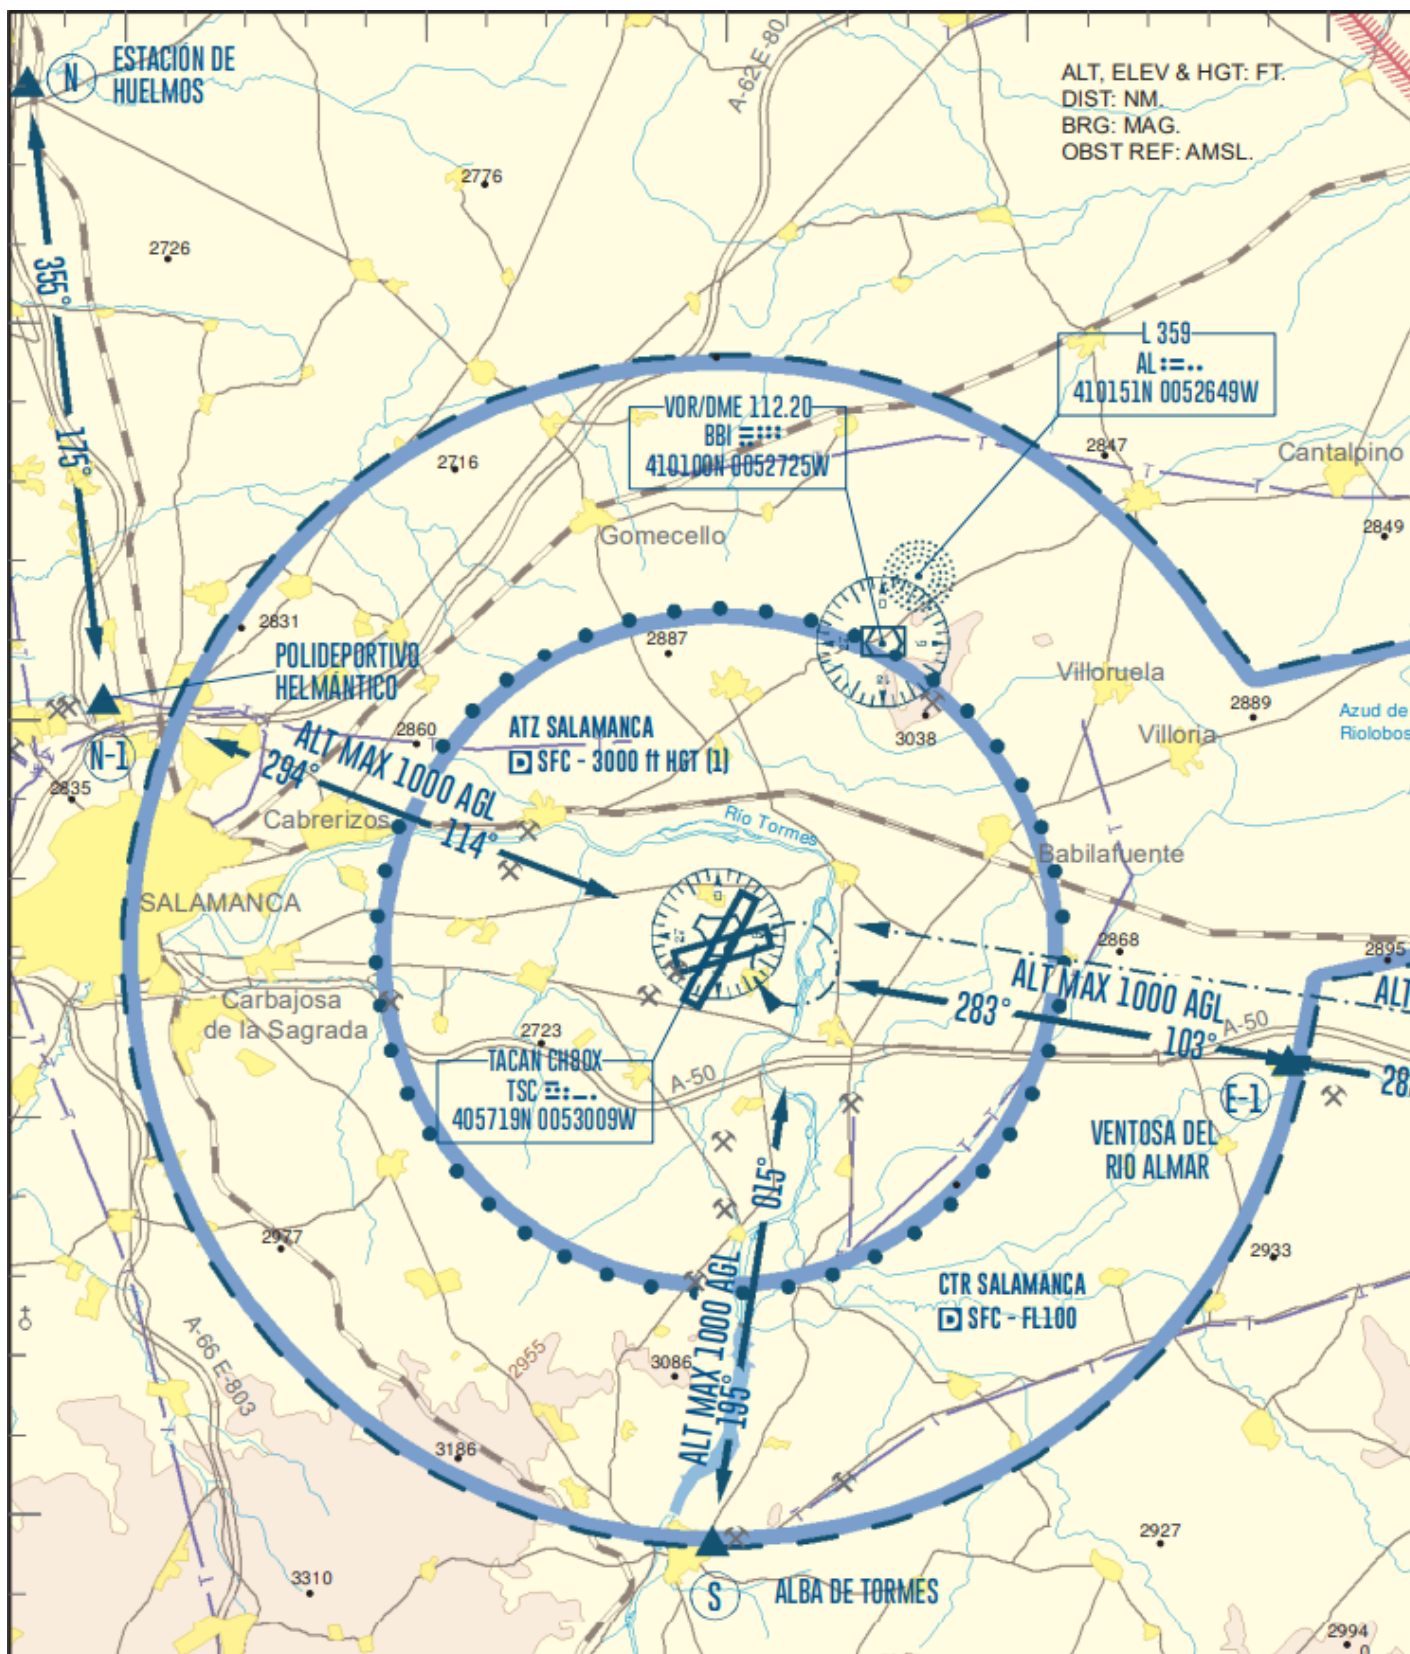 N
ESTACIÓN DE
HUELMOS
A-62 E-80
ALT, ELEV & HGT: FT.
DIST: NM.
BRG: MAG.
OBST REF: AMSL.
2776
2726
355°
175°
L 359
AL
410151N 0052649W
VOR/DME 112.20
BBI
410100N 0052725W
T
2847
T
T
Cantalpino
2716
2849
Gomecello
2831
2887
POLIDEPORTIVO
HELMÁNTICO
Villoruela
2889
Azud de
Riolobos
N-1
2860
T
ATZ SALAMANCA
D SFC - 3000 ft HGT (1)
3038
Villoria
ALT MAX 1000 AGL
294°
114°
2835
Cabrerizos
Río Tormes
T
Babilafuente
SALAMANCA
2868
2895
ALT MAX 1000 AGL
ALT
283°
103°
A-50
28
Carbajosa
de la Sagrada
2723
TACAN CH80X
TSC
405719N 0053009W
A-50
E-1
VENTOSA DEL
RIO ALMAR
015°
2977
2933
ALT MAX 1000 AGL
195°
CTR SALAMANCA
D SFC - FL100
A-66 E-803
2955
3086
3186
2927
3310
S
ALBA DE TORMES
2994
0